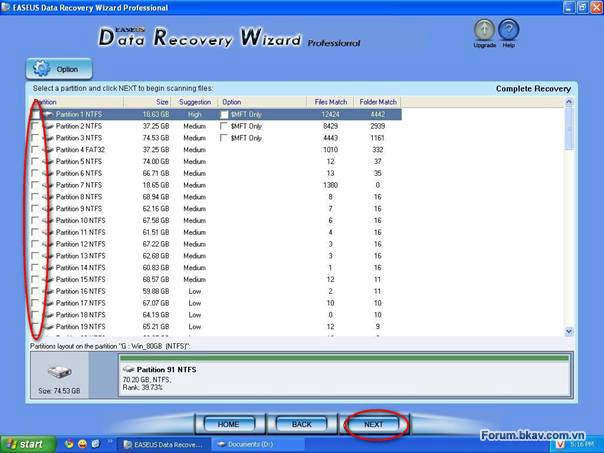 EASEUS Data Recovery Wizard Professional
EASEUS
Data Recovery Wizard Professional
Upgrade Help
Option
Select a partition and click NEXT to begin scanning files: Complete Recovery
Partition Size Suggestion Option Files Match Folder Match
Partition 1 NTFS 18.63 GB High $MFT Only 12424 4442
Partition 2 NTFS 37.25 GB Medium $MFT Only 8429 2939
Partition 3 NTFS 74.53 GB Medium $MFT Only 4443 1161
Partition 4 FAT32 37.25 GB Medium 1010 332
Partition 5 NTFS 74.00 GB Medium 12 37
Partition 6 NTFS 66.71 GB Medium 13 35
Partition 7 NTFS 18.65 GB Medium 1380 0
Partition 8 NTFS 68.94 GB Medium 8 16
Partition 9 NTFS 62.16 GB Medium 7 16
Partition 10 NTFS 67.58 GB Medium 6 16
Partition 11 NTFS 61.51 GB Medium 4 16
Partition 12 NTFS 67.22 GB Medium 3 16
Partition 13 NTFS 62.68 GB Medium 3 16
Partition 14 NTFS 60.83 GB Medium 1 16
Partition 15 NTFS 68.57 GB Medium 12 11
Partition 16 NTFS 59.88 GB Low 2 11
Partition 17 NTFS 67.07 GB Low 10 10
Partition 18 NTFS 64.19 GB Low 0 10
Partition 19 NTFS 65.21 GB Low 12 9
Partitions layout on the partition "G : Win_80GB (NTFS)":
Partition 91 NTFS
70.20 GB, NTFS,
Rank: 39.73%
Size: 74.53 GB
HOME BACK NEXT
Forum.bkav.com.vn
start EASEUS Data Recove... Documents (D:) V 5:16 PM